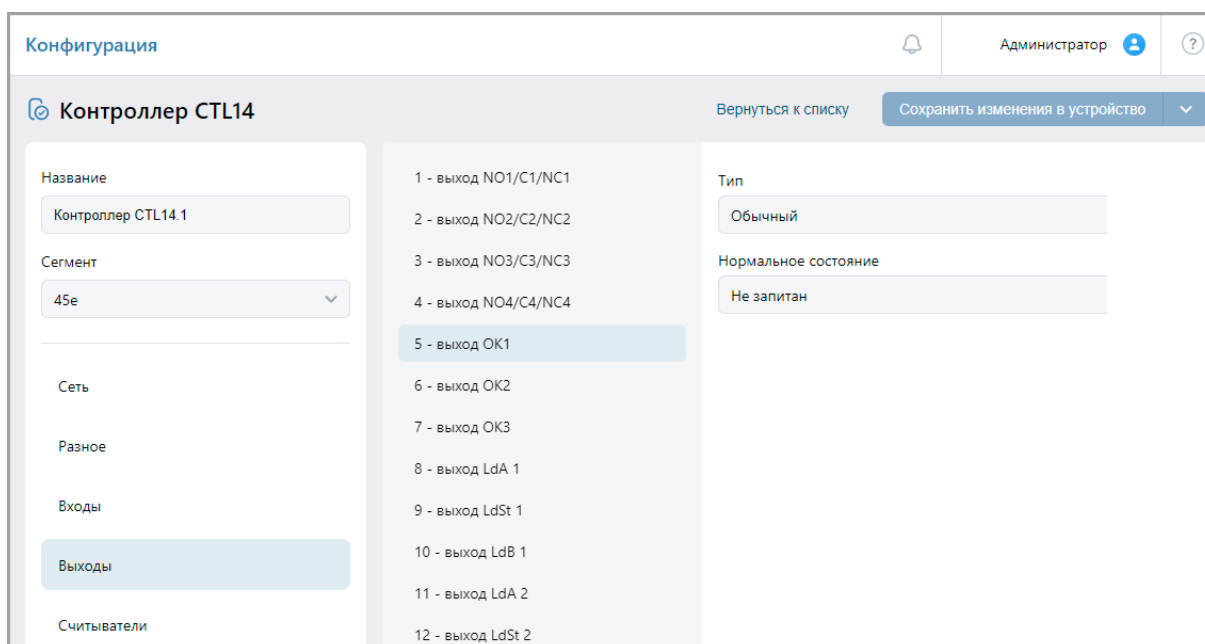 Конфигурация
Администратор
?
Контроллер CTL14
Вернуться к списку
Сохранить изменения в устройство
Название
Контроллер CTL14.1
Сегмент
45e
Сеть
Разное
Входы
Выходы
Считыватели
1 - выход NO1/C1/NC1
2 - выход NO2/C2/NC2
3 - выход NO3/C3/NC3
4 - выход NO4/C4/NC4
5 - выход OK1
6 - выход OK2
7 - выход OK3
8 - выход LdA 1
9 - выход LdSt 1
10 - выход LdB 1
11 - выход LdA 2
12 - выход LdSt 2
Тип
Обычный
Нормальное состояние
Не запитан